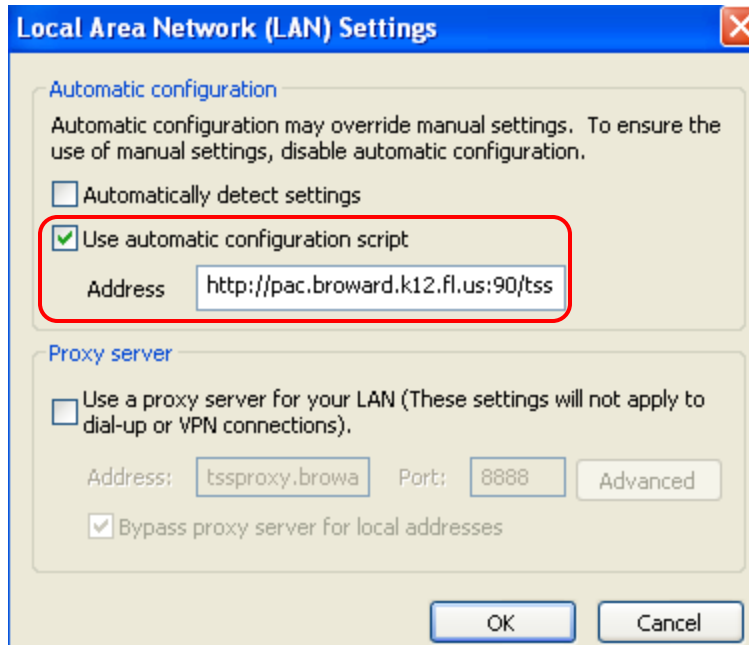 Local Area Network (LAN) Settings
Automatic configuration
Automatic configuration may override manual settings. To ensure the
use of manual settings, disable automatic configuration.
Automatically detect settings
Use automatic configuration script
Address http://pac.broward.k12.fl.us:90/tss
Proxy server
Use a proxy server for your LAN (These settings will not apply to
dial-up or VPN connections).
Address: tssproxy.browa Port: 8888 Advanced
Bypass proxy server for local addresses
OK Cancel